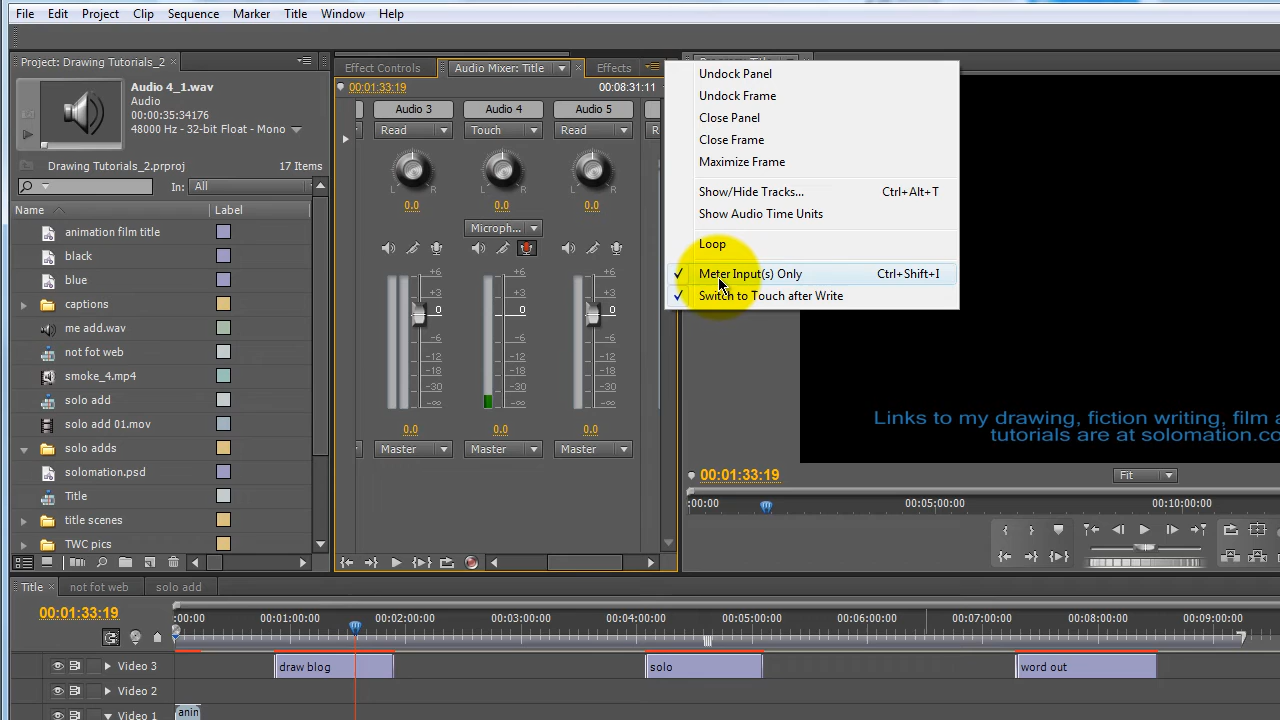 File Edit Project Clip Sequence Marker Title Window Help
Project: Drawing Tutorials_2
Audio 4_1.wav
Audio
00:00:35:34176
48000 Hz - 32-bit Float - Mono
Drawing Tutorials_2.prproj 17 Items
In: All
Name Label
animation film title
black
blue
captions
me add.wav
not fot web
smoke_4.mp4
solo add
solo add 01.mov
solo adds
solomation.psd
Title
title scenes
TWC pics
Effect Controls Audio Mixer: Title Effects
00:01:33:19 00:08:31:11
Audio 3 Audio 4 Audio 5
Read Touch Read R
L R L R L R
0.0 0.0 0.0
Microph...
+6 +6 +6
+3 +3 +3
0 0 0
-6 -6 -6
-12 -12 -12
-18 -18 -18
-30 -30 -30
-∞ -∞ -∞
0.0 0.0 0.0
Master Master Master
Undock Panel
Undock Frame
Close Panel
Close Frame
Maximize Frame
Show/Hide Tracks... Ctrl+Alt+T
Show Audio Time Units
Loop
Meter Input(s) Only Ctrl+Shift+I
Switch to Touch after Write
Links to my drawing, fiction writing, film a
tutorials are at solomation.co
00:01:33:19 Fit
:00:00 00:05:00:00 00:10:00:00
Title not fot web solo add
00:01:33:19
:00:00 00:01:00:00 00:02:00:00 00:03:00:00 00:04:00:00 00:05:00:00 00:06:00:00 00:07:00:00 00:08:00:00 00:09:00:00
Video 3 draw blog solo word out
Video 2
Video 1 anin